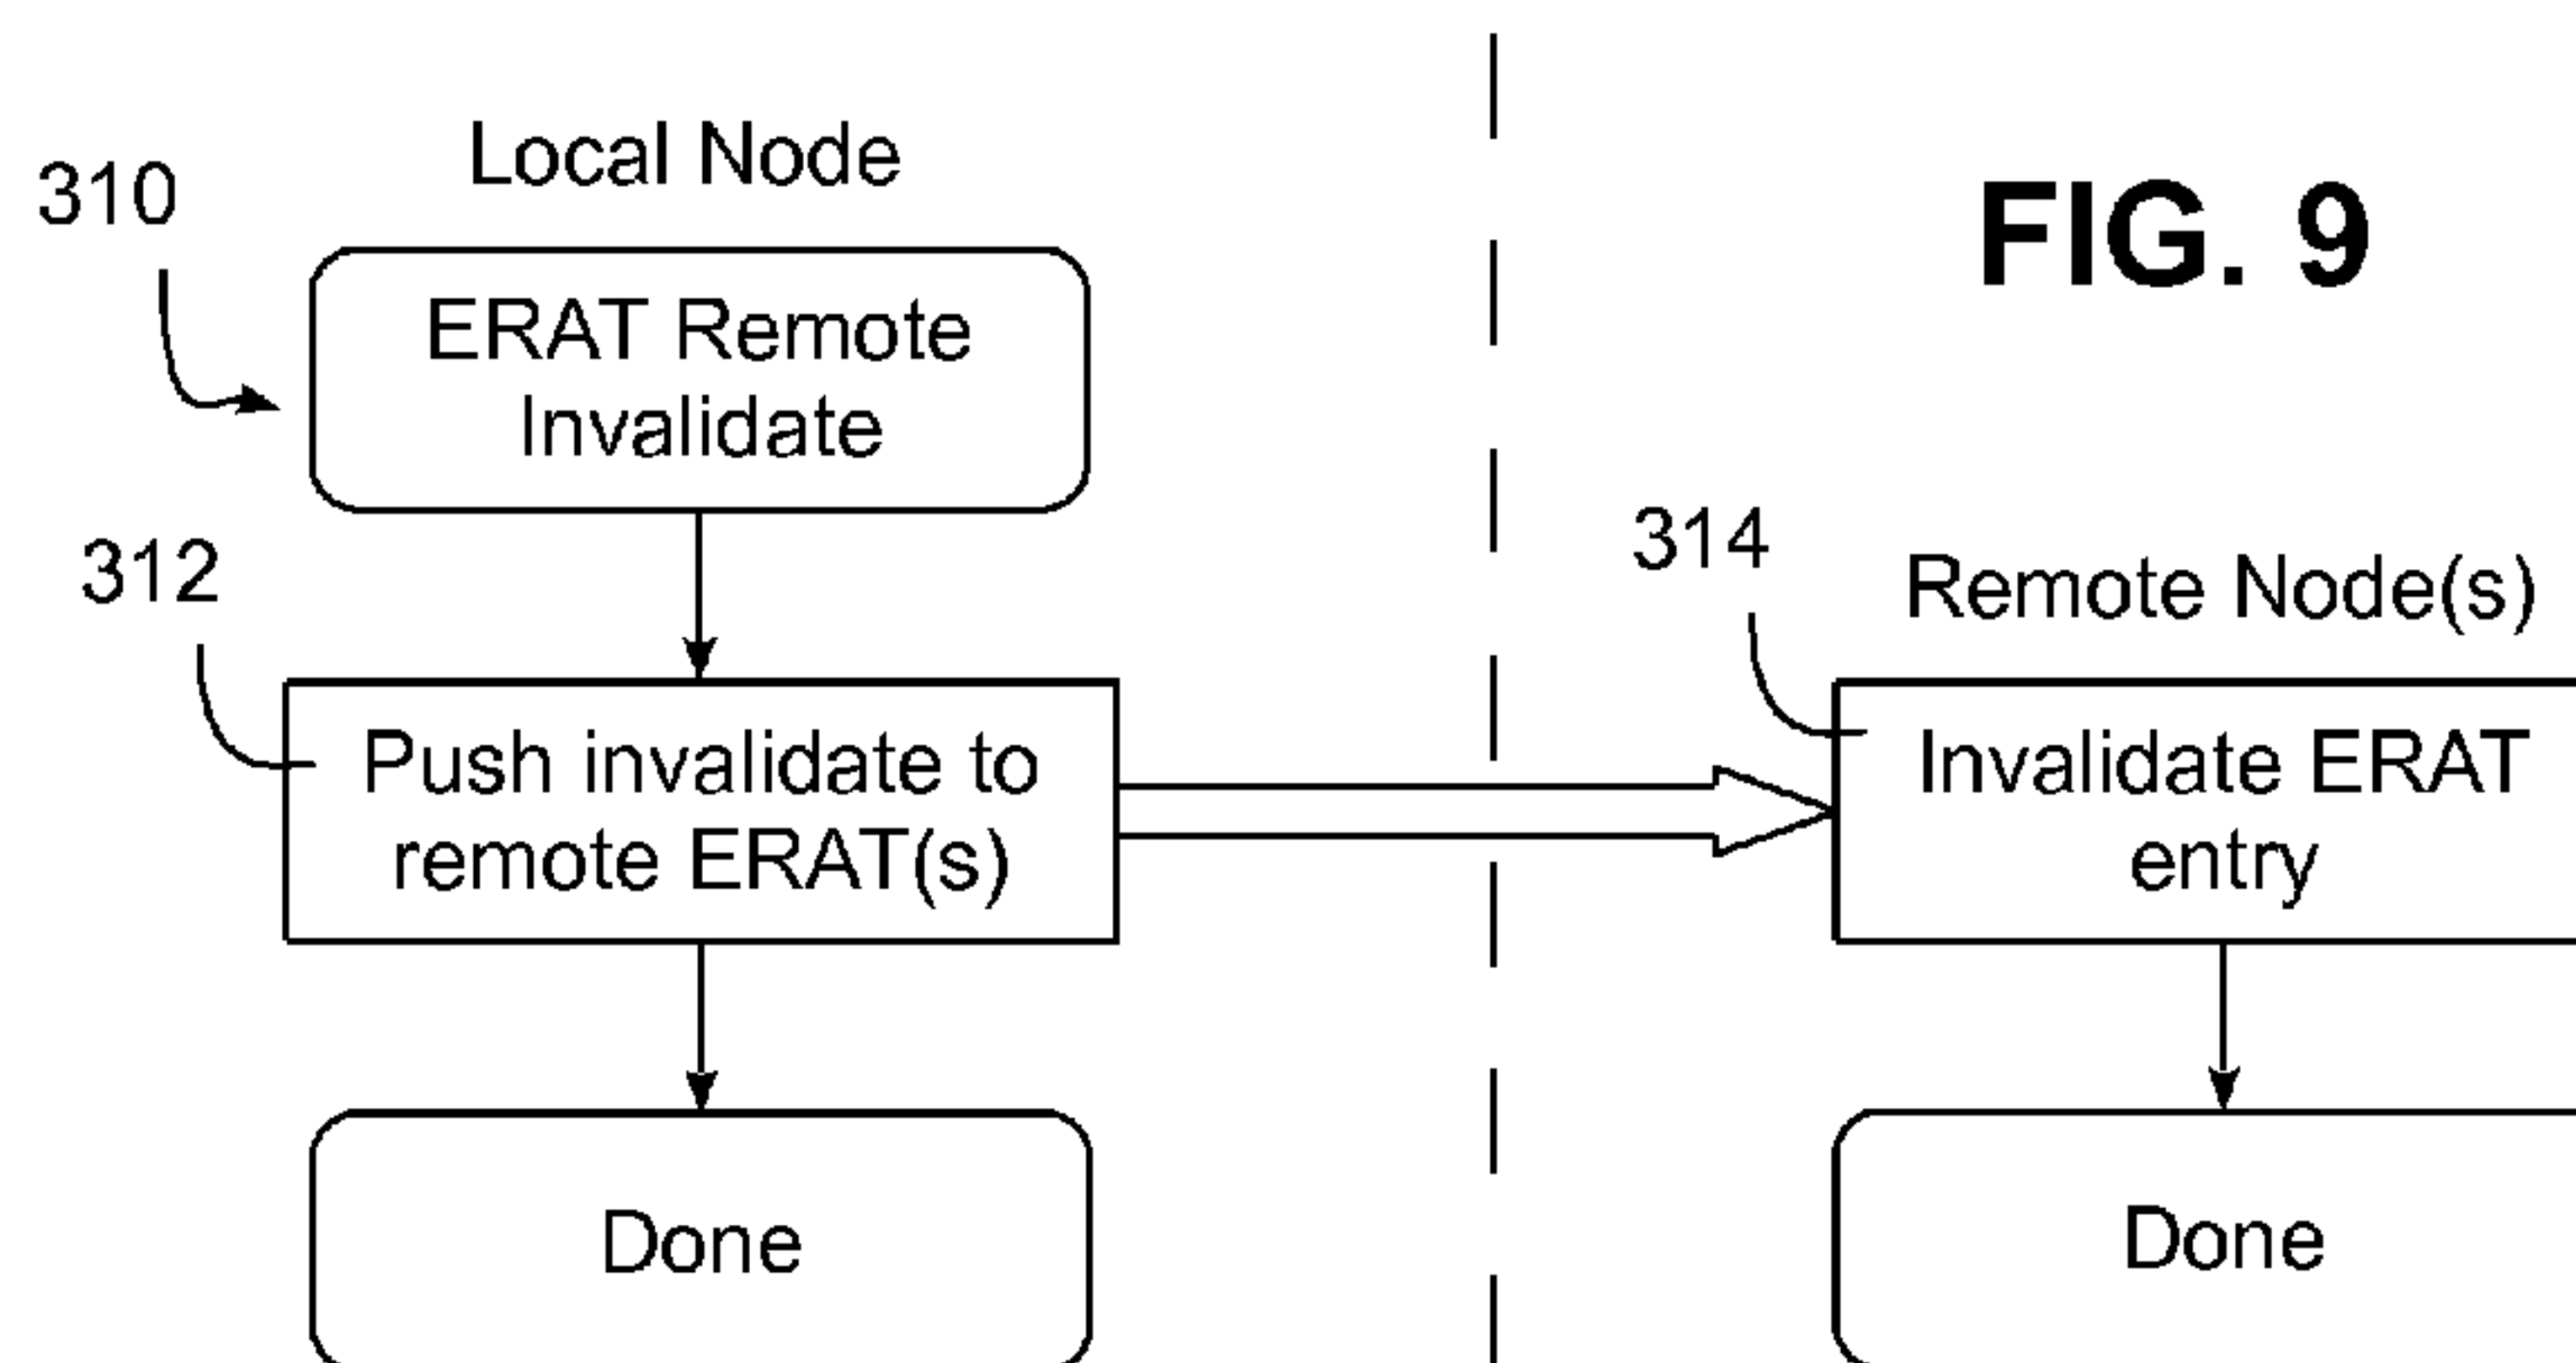 Local Node
310
FIG. 9
ERAT Remote
Invalidate
312
314
Remote Node(s)
Push invalidate to
remote ERAT(s)
Invalidate ERAT
entry
Done
Done